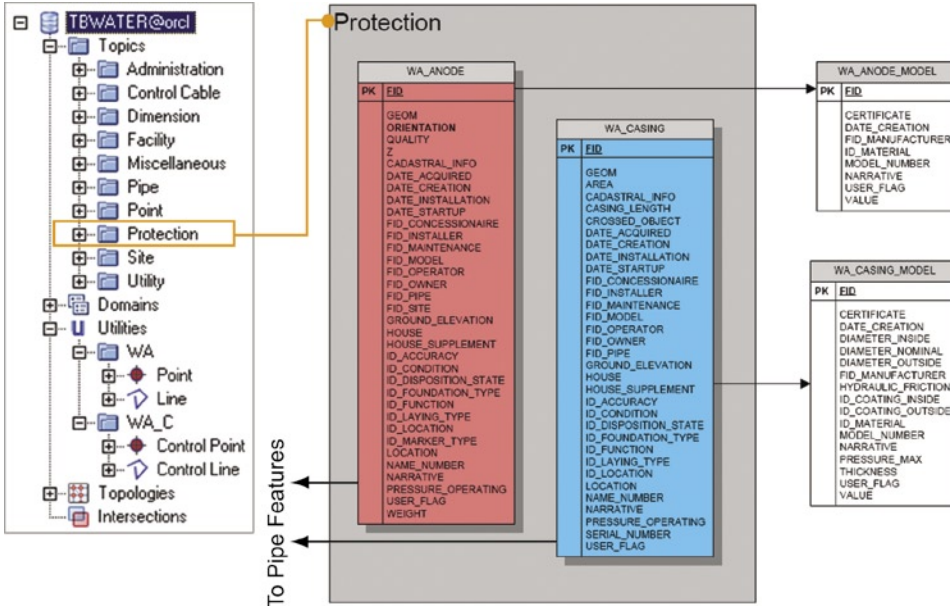 TBWATER@orcl
Topics
Administration
Control Cable
Dimension
Facility
Miscellaneous
Pipe
Point
Protection
Site
Utility
Domains
Utilities
WA
Point
Line
WA_C
Control Point
Control Line
Topologies
Intersections
Protection
WA_ANODE
PK FID
GEOM
ORIENTATION
QUALITY
Z
CADASTRAL_INFO
DATE_ACQUIRED
DATE_CREATION
DATE_INSTALLATION
DATE_STARTUP
FID_CONCESSIONAIRE
FID_INSTALLER
FID_MAINTENANCE
FID_MODEL
FID_OPERATOR
FID_OWNER
FID_PIPE
FID_SITE
GROUND_ELEVATION
HOUSE
HOUSE_SUPPLEMENT
ID_ACCURACY
ID_CONDITION
ID_DISPOSITION_STATE
ID_FOUNDATION_TYPE
ID_FUNCTION
ID_LAYING_TYPE
ID_LOCATION
ID_MARKER_TYPE
LOCATION
NAME_NUMBER
NARRATIVE
PRESSURE_OPERATING
USER_FLAG
WEIGHT
WA_CASING
PK FID
GEOM
AREA
CADASTRAL_INFO
CASING_LENGTH
CROSSED_OBJECT
DATE_ACQUIRED
DATE_CREATION
DATE_INSTALLATION
DATE_STARTUP
FID_CONCESSIONAIRE
FID_INSTALLER
FID_MAINTENANCE
FID_MODEL
FID_OPERATOR
FID_OWNER
FID_PIPE
GROUND_ELEVATION
HOUSE
HOUSE_SUPPLEMENT
ID_ACCURACY
ID_CONDITION
ID_DISPOSITION_STATE
ID_FOUNDATION_TYPE
ID_FUNCTION
ID_LAYING_TYPE
ID_LOCATION
LOCATION
NAME_NUMBER
NARRATIVE
PRESSURE_OPERATING
SERIAL_NUMBER
USER_FLAG
WA_ANODE_MODEL
PK FID
CERTIFICATE
DATE_CREATION
FID_MANUFACTURER
ID_MATERIAL
MODEL_NUMBER
NARRATIVE
USER_FLAG
VALUE
WA_CASING_MODEL
PK FID
CERTIFICATE
DATE_CREATION
DIAMETER_INSIDE
DIAMETER_NOMINAL
DIAMETER_OUTSIDE
FID_MANUFACTURER
HYDRAULIC_FRICTION
ID_COATING_INSIDE
ID_COATING_OUTSIDE
ID_MATERIAL
MODEL_NUMBER
NARRATIVE
PRESSURE_MAX
THICKNESS
USER_FLAG
VALUE
To Pipe Features